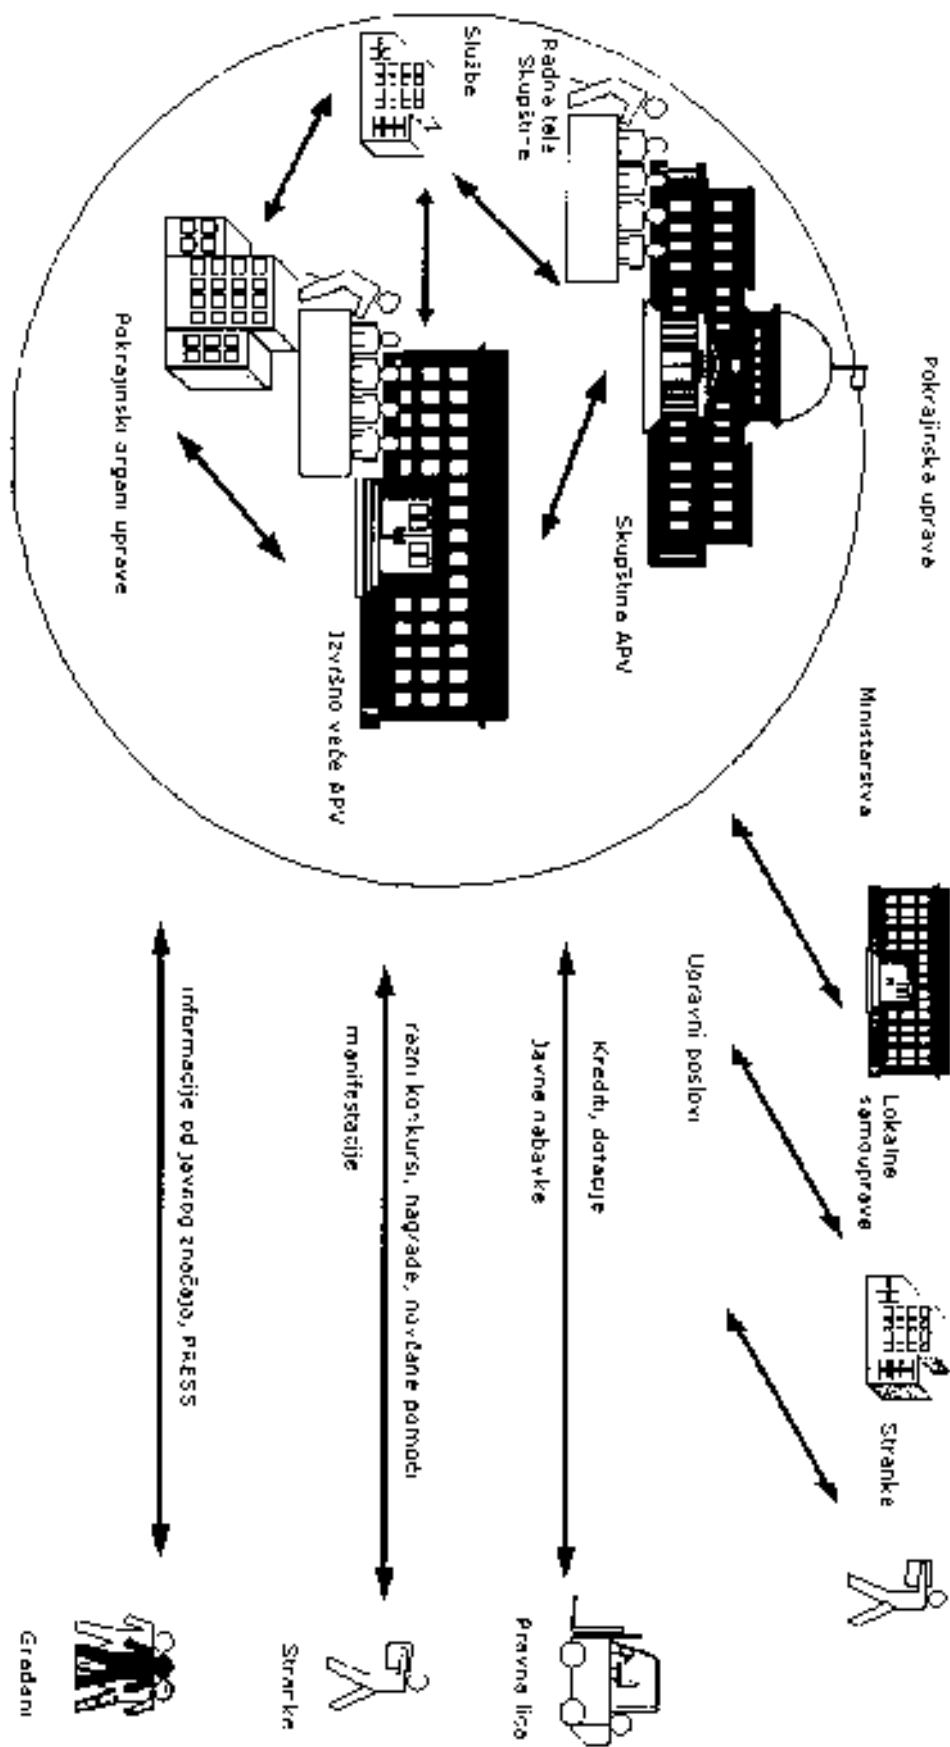 Pokrajinska uprava
Ministarstva
Lokalne
samouprave
Stranke
Radna tela
Skupštine
Službe
Skupština APV
Upravni poslovi
Krediti, dotacije
Javne nabavke
Pravna lica
Izvršno veće APV
razni konkursi, nagrade, novčane pomoći
manifestacije
Stranke
Pokrajinski organi uprave
informacije od javnog značaja, PRESS
Građani